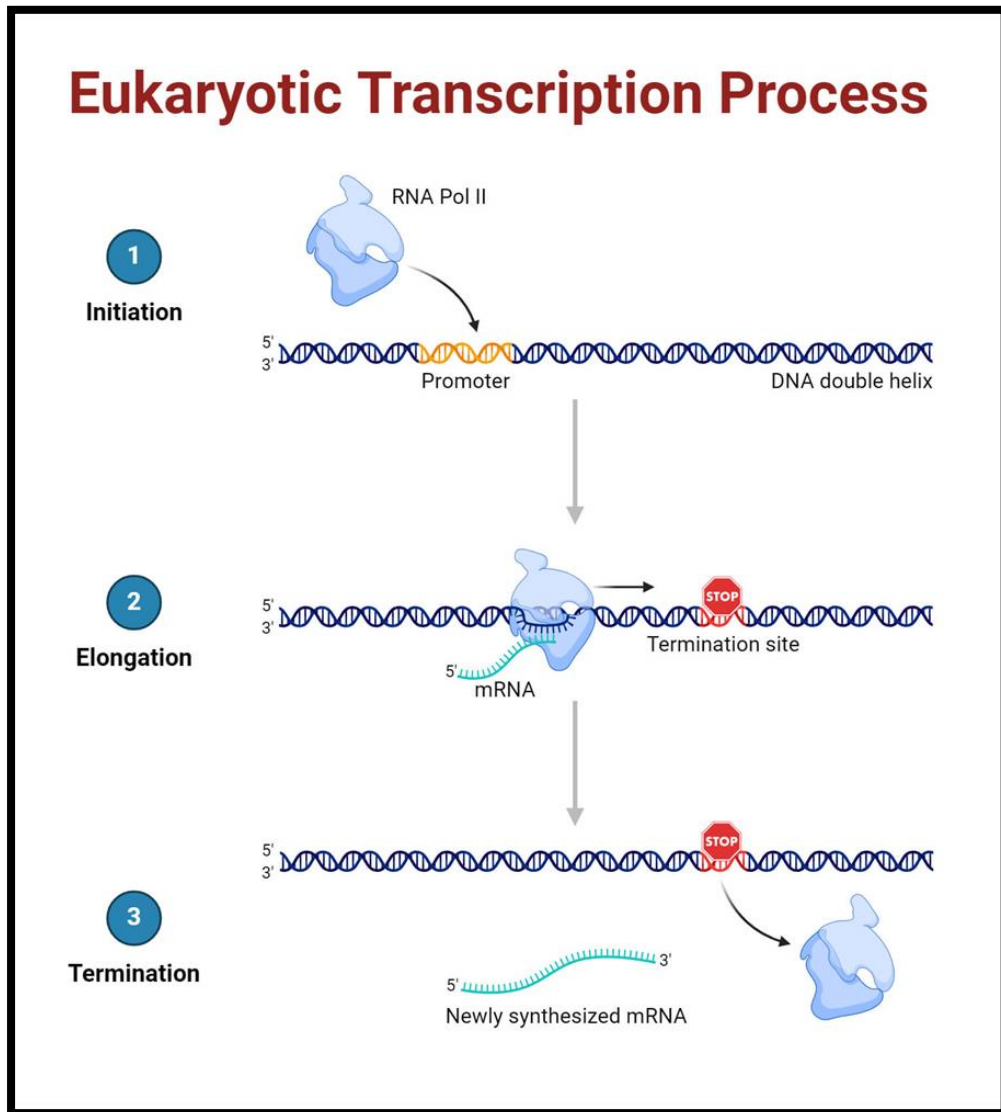 Eukaryotic Transcription Process
RNA Pol II
1
Initiation
5'
3'
Promoter
DNA double helix
2
Elongation
5'
3'
STOP
Termination site
5'
mRNA
STOP
5'
3'
3
Termination
5'
3'
Newly synthesized mRNA